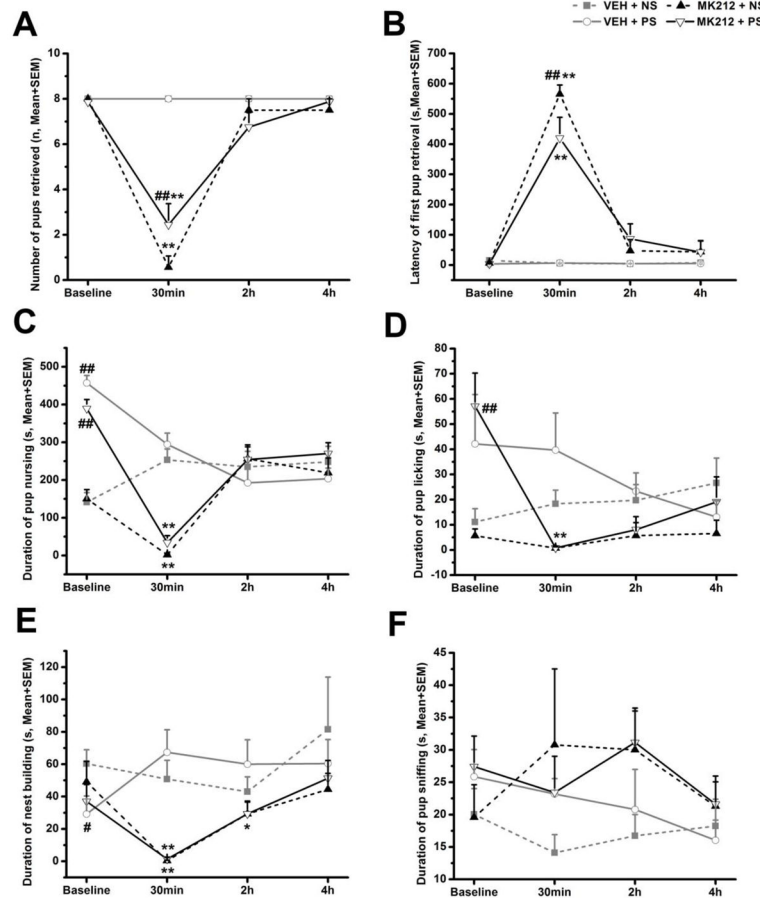 VEH + NS MK212 + NS
VEH + PS MK212 + PS
A
Number of pups retrieved (n, Mean+SEM)
10
8
6
4
2
0
##**
**
Baseline 30min 2h 4h
B
Latency of first pup retrieval (s,Mean+SEM)
700
600
500
400
300
200
100
0
##**
**
Baseline 30min 2h 4h
C
Duration of pup nursing (s, Mean+SEM)
500
400
300
200
100
0
##
##
**
**
Baseline 30min 2h 4h
D
Duration of pup licking (s, Mean+SEM)
80
70
60
50
40
30
20
10
0
-10
##
**
Baseline 30min 2h 4h
E
Duration of nest building (s, Mean+SEM)
120
100
80
60
40
20
0
#
**
**
*
Baseline 30min 2h 4h
F
Duration of pup sniffing (s, Mean+SEM)
45
40
35
30
25
20
15
10
Baseline 30min 2h 4h